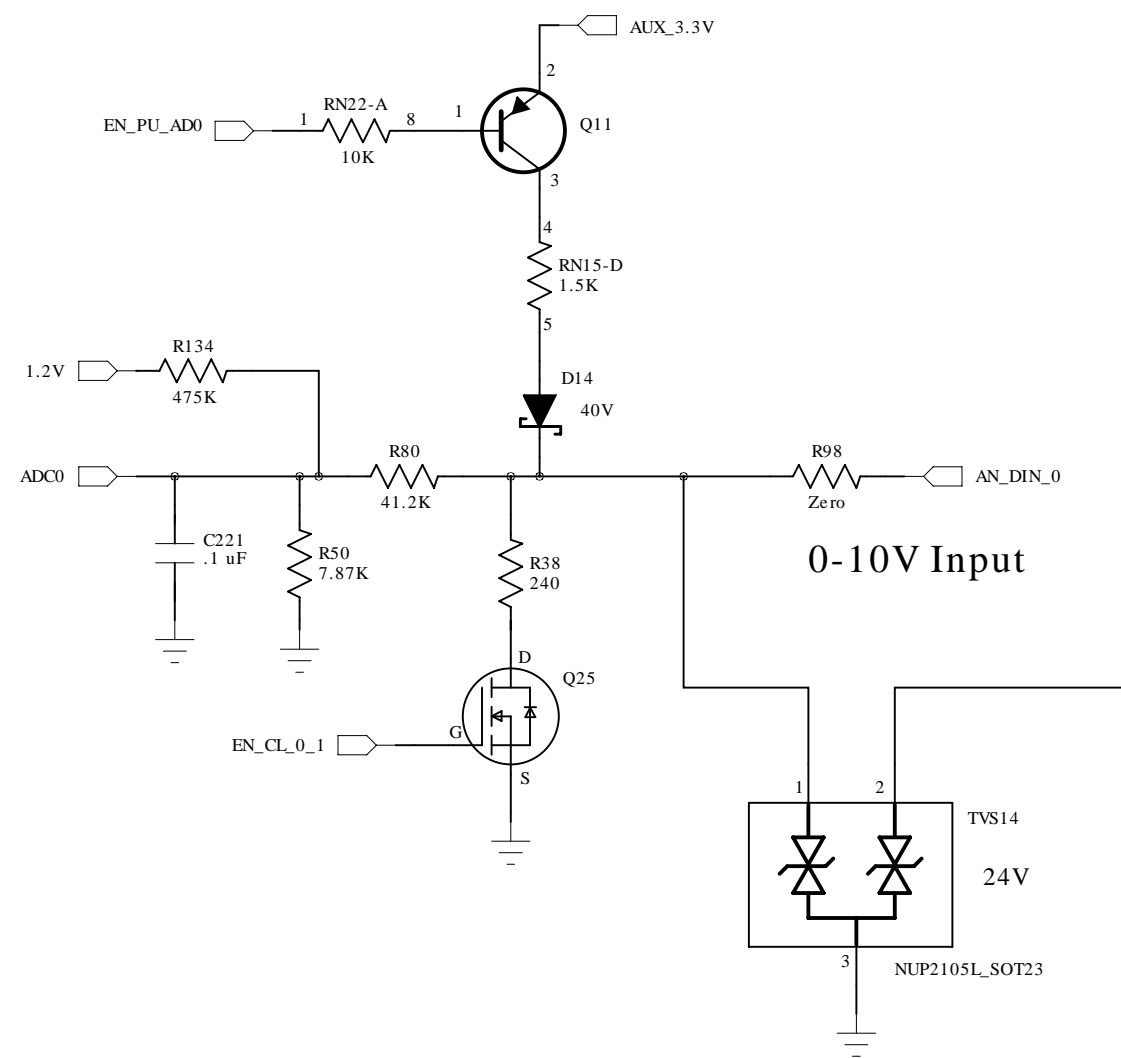 AUX_3.3V
2
RN22-A
EN_PU_AD0
1
8
1
Q11
10K
3
4
RN15-D
1.5K
5
R134
1.2V
475K
D14
40V
R80
R98
ADC0
AN_DIN_0
41.2K
Zero
C221
.1 uF
R50
7.87K
R38
240
0-10V Input
D
Q25
G
EN_CL_0_1
S
1
2
TVS14
24V
3
NUP2105L_SOT23